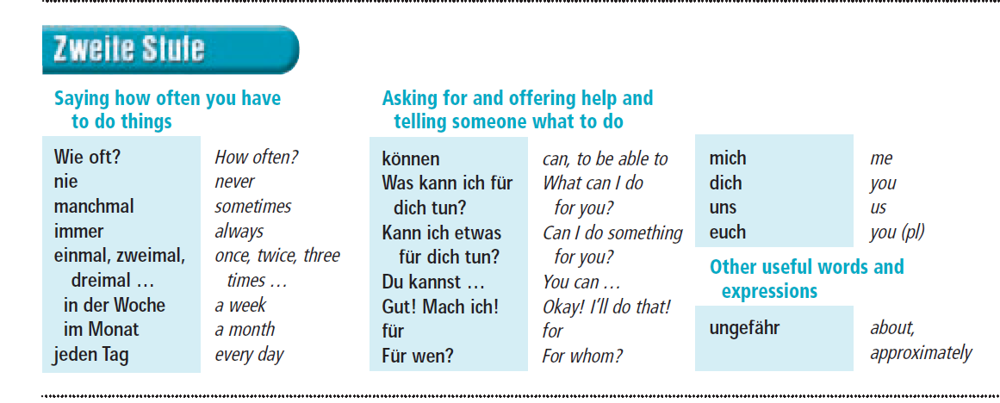 Zweite Stufe
Saying how often you have
to do things
Wie oft? How often?
nie never
manchmal sometimes
immer always
einmal, zweimal, once, twice, three
dreimal … times …
in der Woche a week
im Monat a month
jeden Tag every day
Asking for and offering help and
telling someone what to do
können can, to be able to
Was kann ich für What can I do
dich tun? for you?
Kann ich etwas Can I do something
für dich tun? for you?
Du kannst … You can …
Gut! Mach ich! Okay! I'll do that!
für for
Für wen? For whom?
mich me
dich you
uns us
euch you (pl)
Other useful words and
expressions
ungefähr about,
approximately